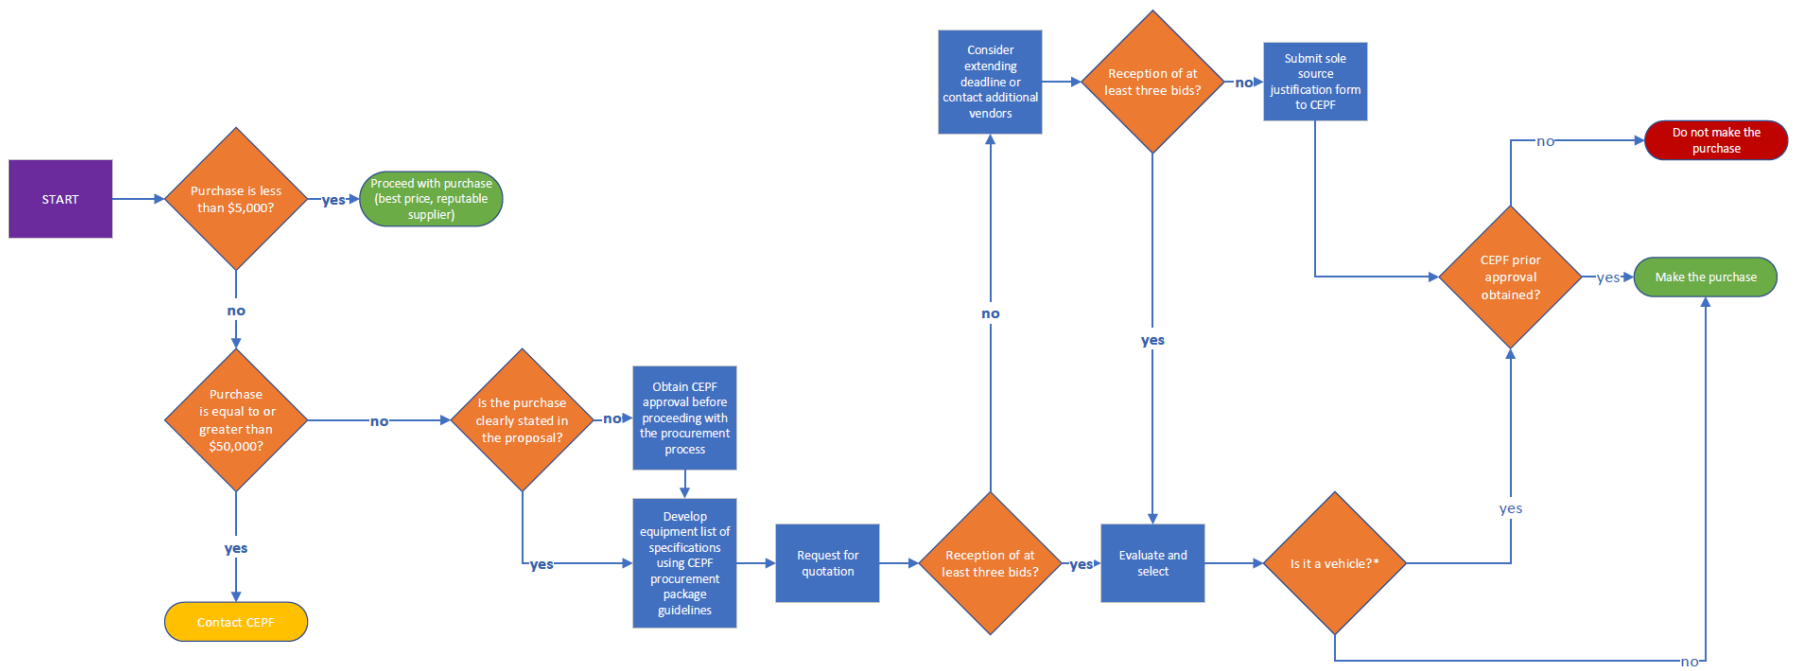 START
Purchase is less
than $5,000?
yes
Proceed with purchase
(best price, reputable
supplier)
no
Purchase
is equal to or
greater than
$50,000?
yes
Contact CEPF
no
Is the purchase
clearly stated in
the proposal?
no
Obtain CEPF
approval before
proceeding with
the procurement
process
yes
Develop
equipment list of
specifications
using CEPF
procurement
package
guidelines
Request for
quotation
Reception of at
least three bids?
no
Consider
extending
deadline or
contact additional
vendors
Reception of at
least three bids?
no
Submit sole
source
justification form
to CEPF
yes
yes
Evaluate and
select
Is it a vehicle?*
yes
no
CEPF prior
approval
obtained?
no
Do not make the
purchase
yes
Make the purchase